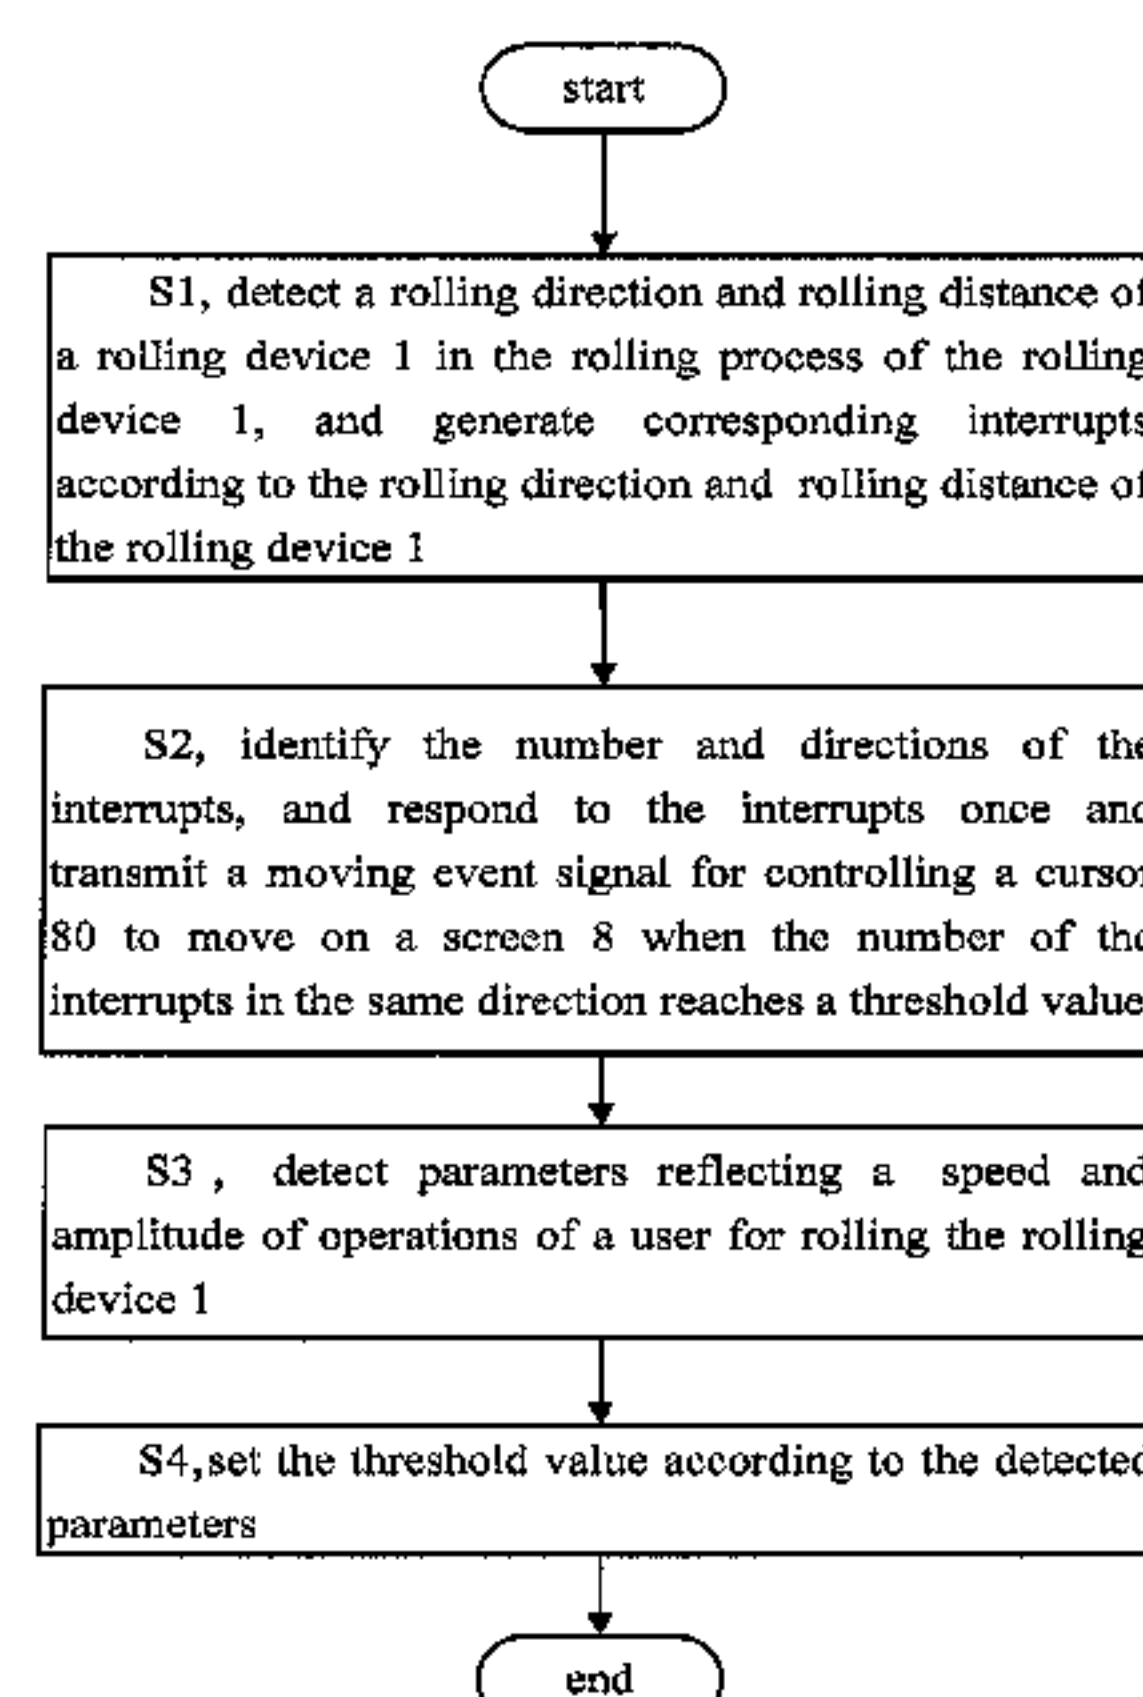 start
S1, detect a rolling direction and rolling distance of
a rolling device 1 in the rolling process of the rolling
device 1, and generate corresponding interrupts
according to the rolling direction and rolling distance of
the rolling device 1
S2, identify the number and directions of the
interrupts, and respond to the interrupts once and
transmit a moving event signal for controlling a cursor
80 to move on a screen 8 when the number of the
interrupts in the same direction reaches a threshold value
S3 , detect parameters reflecting a speed and
amplitude of operations of a user for rolling the rolling
device 1
S4,set the threshold value according to the detected
parameters
end